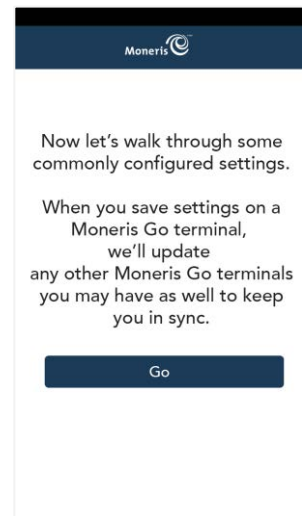 Moneris
Now let's walk through some
commonly configured settings.
When you save settings on a
Moneris Go terminal,
we'll update
any other Moneris Go terminals
you may have as well to keep
you in sync.
Go